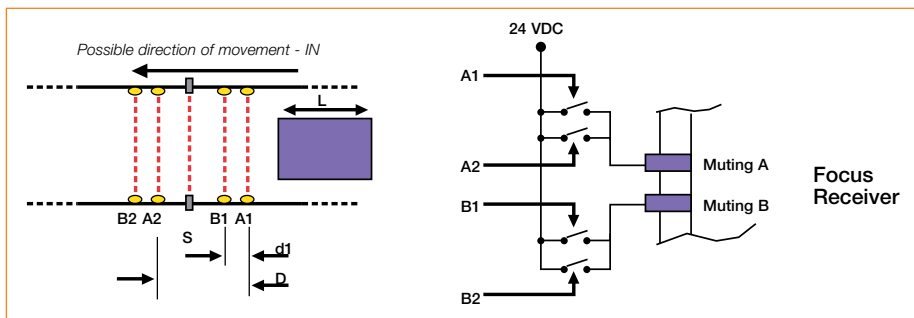 Possible direction of movement - IN
L
B2 A2
B1 A1
S
d1
D
24 VDC
A1
A2
B1
B2
Muting A
Muting B
Focus
Receiver